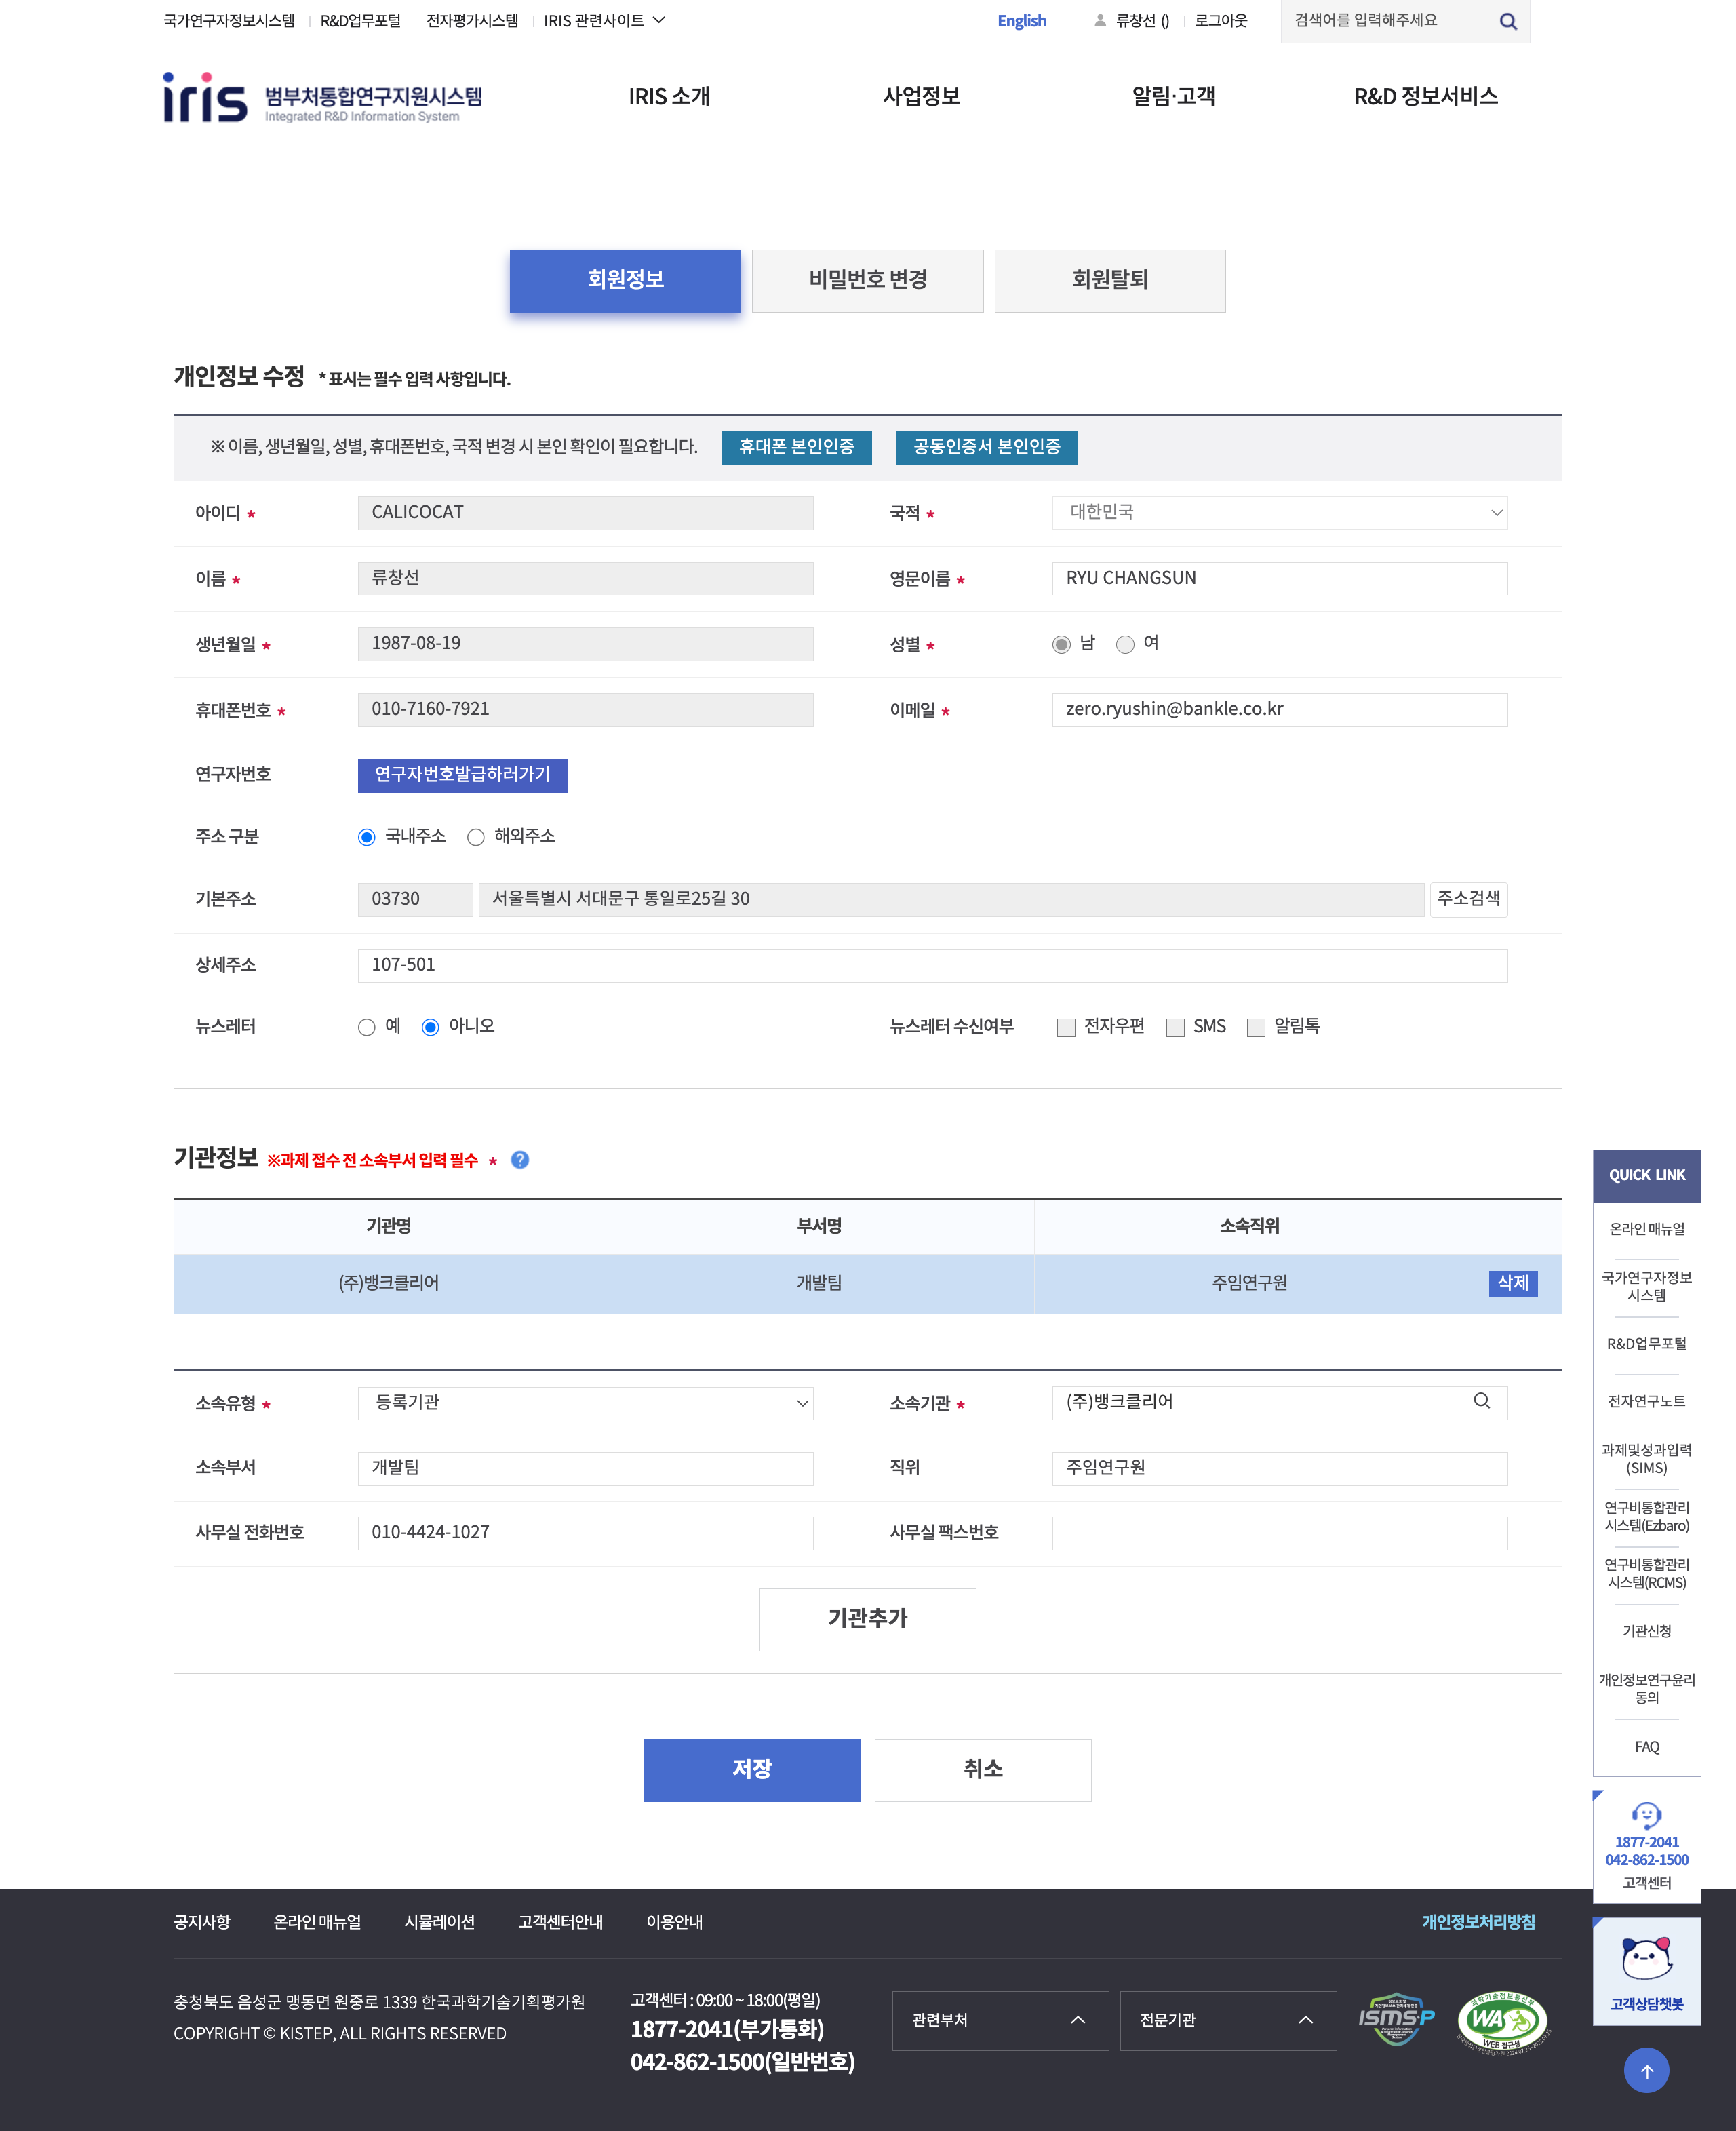 국가연구자정보시스템 R&D업무포털 전자평가시스템 IRIS 관련사이트 English 류창선 () 로그아웃 검색어를 입력해주세요
iris 범부처통합연구지원시스템
Integrated R&D Information System
IRIS 소개 사업정보 알림·고객 R&D 정보서비스
회원정보 비밀번호 변경 회원탈퇴
개인정보 수정 * 표시는 필수 입력 사항입니다.
※ 이름, 생년월일, 성별, 휴대폰번호, 국적 변경 시 본인 확인이 필요합니다. 휴대폰 본인인증 공동인증서 본인인증
아이디 * CALICOCAT 국적 * 대한민국
이름 * 류창선 영문이름 * RYU CHANGSUN
생년월일 * 1987-08-19 성별 * 남 여
휴대폰번호 * 010-7160-7921 이메일 * zero.ryushin@bankle.co.kr
연구자번호 연구자번호발급하러가기
주소 구분 국내주소 해외주소
기본주소 03730 서울특별시 서대문구 통일로25길 30 주소검색
상세주소 107-501
뉴스레터 예 아니오 뉴스레터 수신여부 전자우편 SMS 알림톡
기관정보 ※과제 접수 전 소속부서 입력 필수 * ?
기관명 부서명 소속직위
(주)뱅크클리어 개발팀 주임연구원 삭제
소속유형 * 등록기관 소속기관 * (주)뱅크클리어
소속부서 개발팀 직위 주임연구원
사무실 전화번호 010-4424-1027 사무실 팩스번호
기관추가
저장 취소
QUICK LINK
온라인 매뉴얼
국가연구자정보
시스템
R&D업무포털
전자연구노트
과제및성과입력
(SIMS)
연구비통합관리
시스템(Ezbaro)
연구비통합관리
시스템(RCMS)
기관신청
개인정보연구윤리
동의
FAQ
1877-2041
042-862-1500
고객센터
고객상담챗봇
공지사항 온라인 매뉴얼 시뮬레이션 고객센터안내 이용안내 개인정보처리방침
충청북도 음성군 맹동면 원중로 1339 한국과학기술기획평가원
COPYRIGHT © KISTEP, ALL RIGHTS RESERVED
고객센터 : 09:00 ~ 18:00(평일)
1877-2041(부가통화)
042-862-1500(일반번호)
관련부처 전문기관
ISMS-P
과학기술정보통신부
WA
WEB 접근성